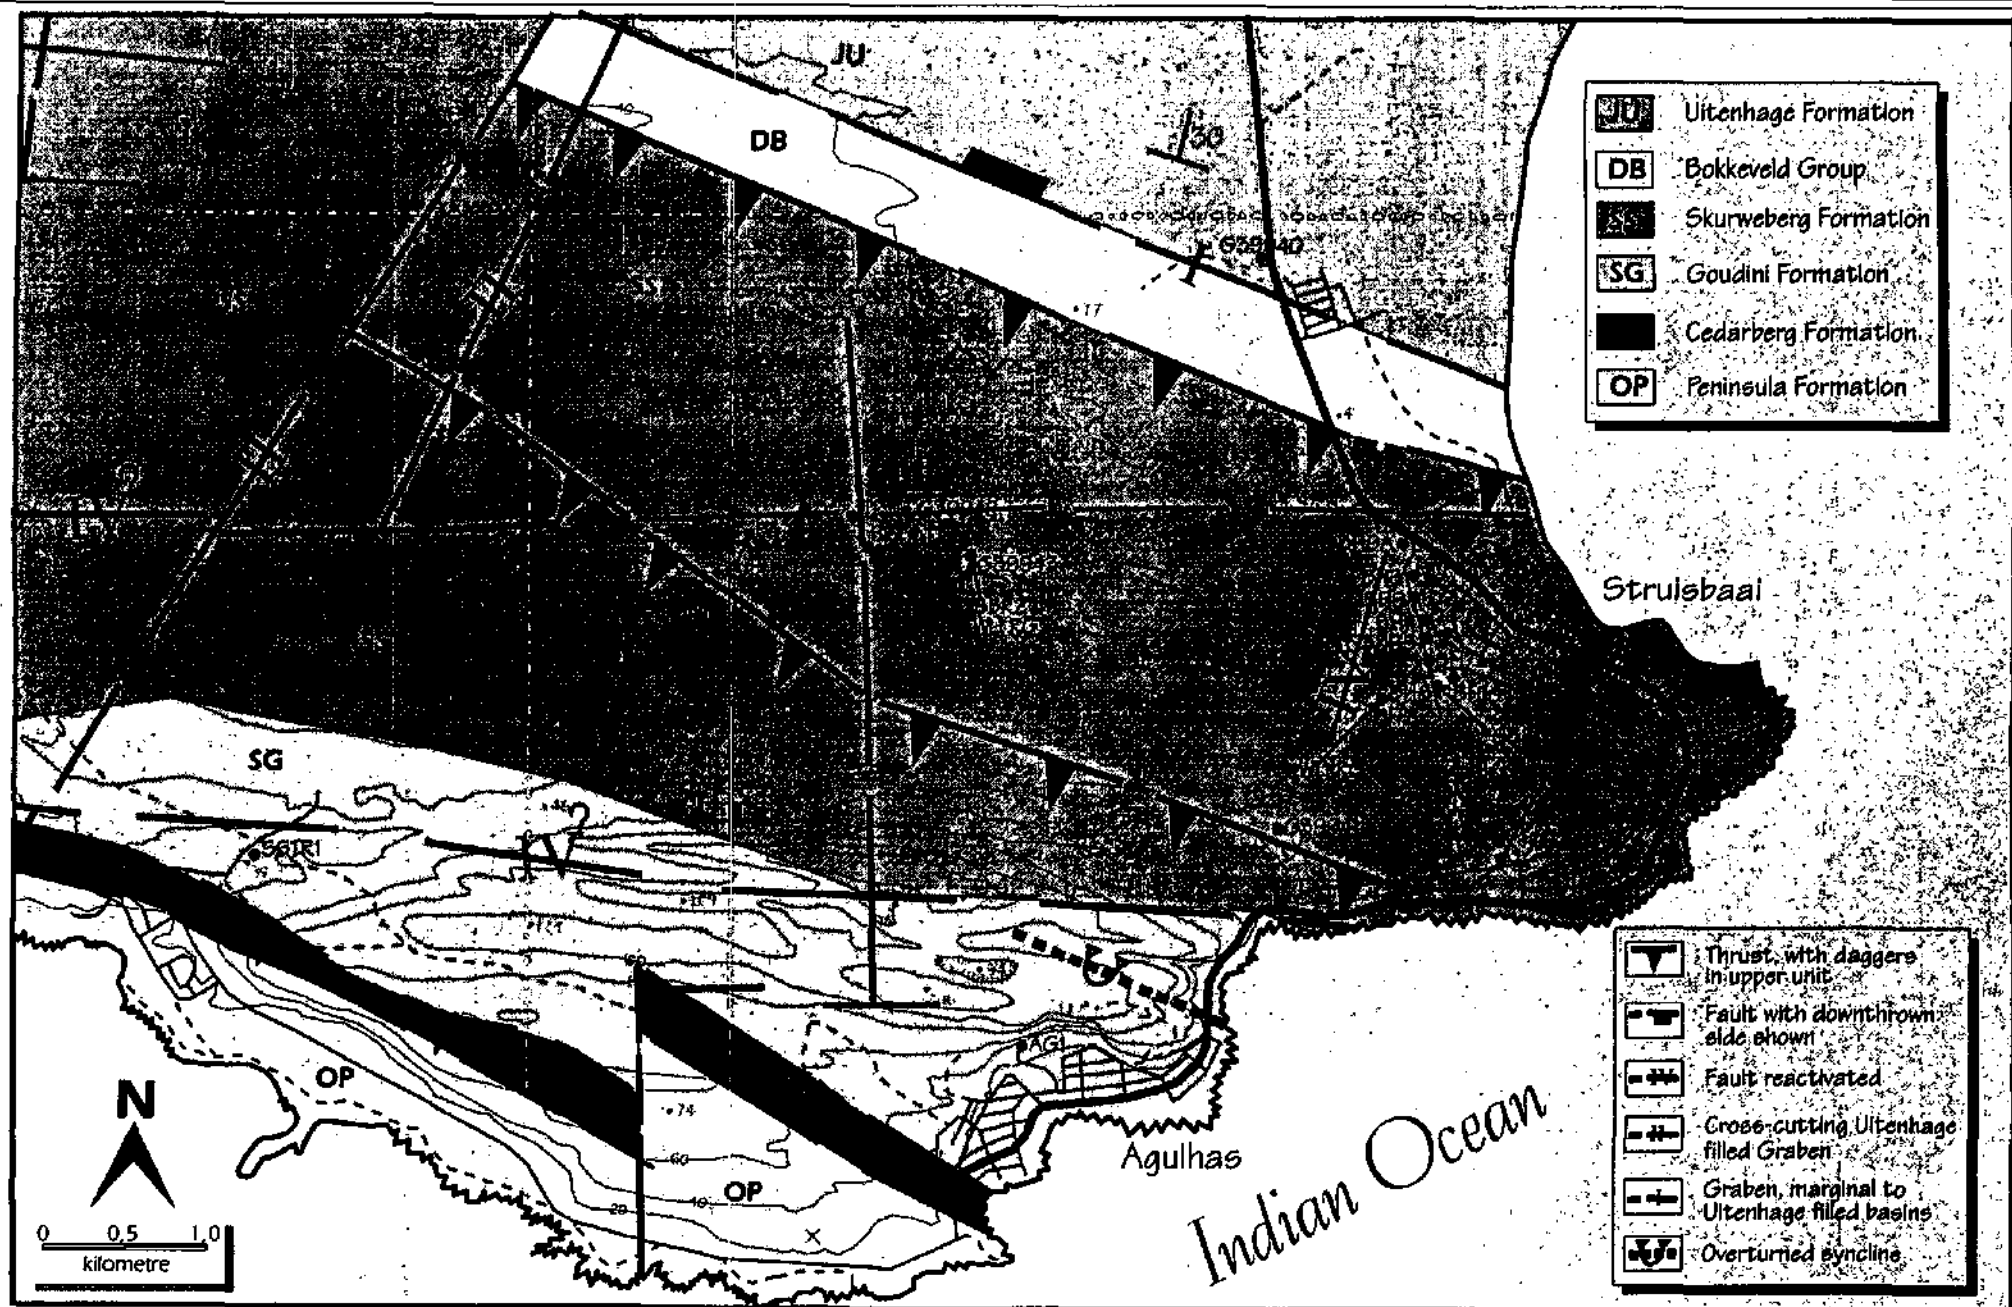 JU
DB
30
17
4
SG
OP
OP
74
60
40
20
AG1
Struisbaai
Agulhas
Indian Ocean
N
0 0,5 1,0
kilometre
JU Uitenhage Formation
DB Bokkeveld Group
SS Skurweberg Formation
SG Goudini Formation
Cedarberg Formation
OP Peninsula Formation
Thrust, with daggers
in upper unit
Fault with downthrown
side shown
Fault reactivated
Cross-cutting Uitenhage
filled Graben
Graben, marginal to
Uitenhage filled basins
Overturned syncline